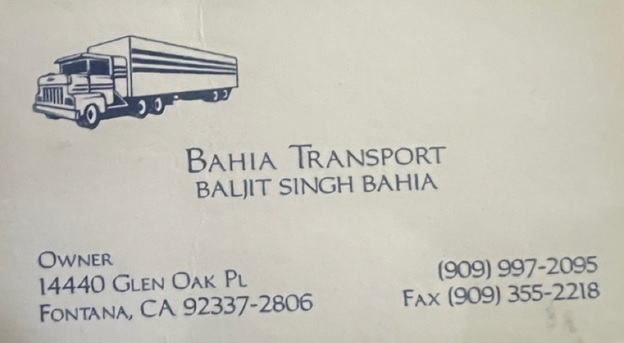 Bahia Transport
Baljit Singh Bahia
Owner
14440 Glen Oak Pl
Fontana, CA 92337-2806
(909) 997-2095
Fax (909) 355-2218